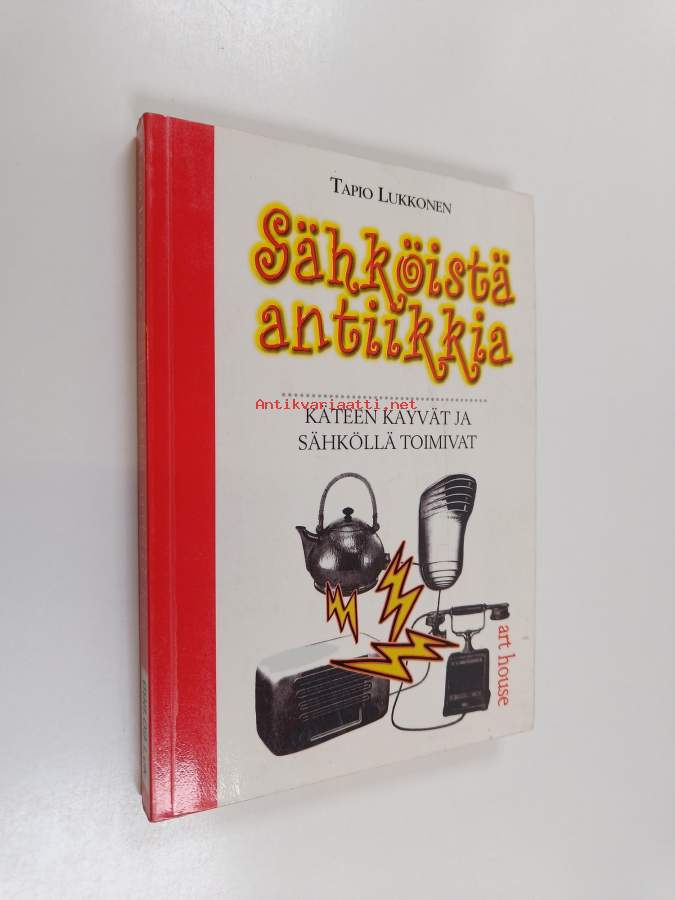 TAPIO LUKKONEN
Sähköistä
antiikkia
Antikvariaatti.net
KÄTEEN KÄYVÄT JA
SÄHKÖLLÄ TOIMIVAT
art house